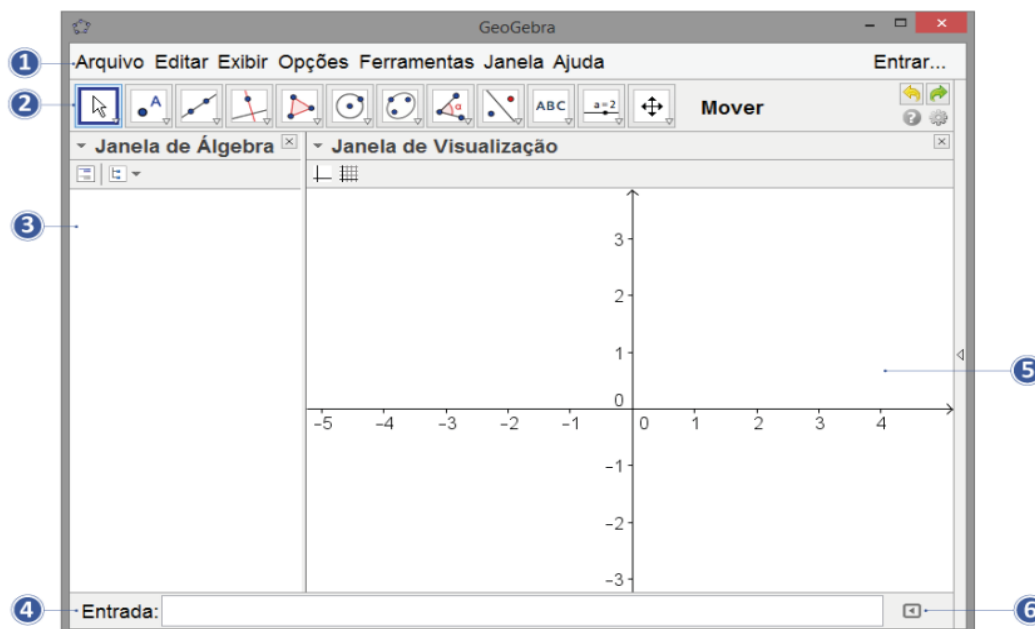 GeoGebra
1 Arquivo Editar Exibir Opções Ferramentas Janela Ajuda Entrar...
2 A α ABC a=2 Mover
Janela de Álgebra Janela de Visualização
3
3
2
1
5
0
-5 -4 -3 -2 -1 0 1 2 3 4
-1
-2
-3
4 Entrada: 6